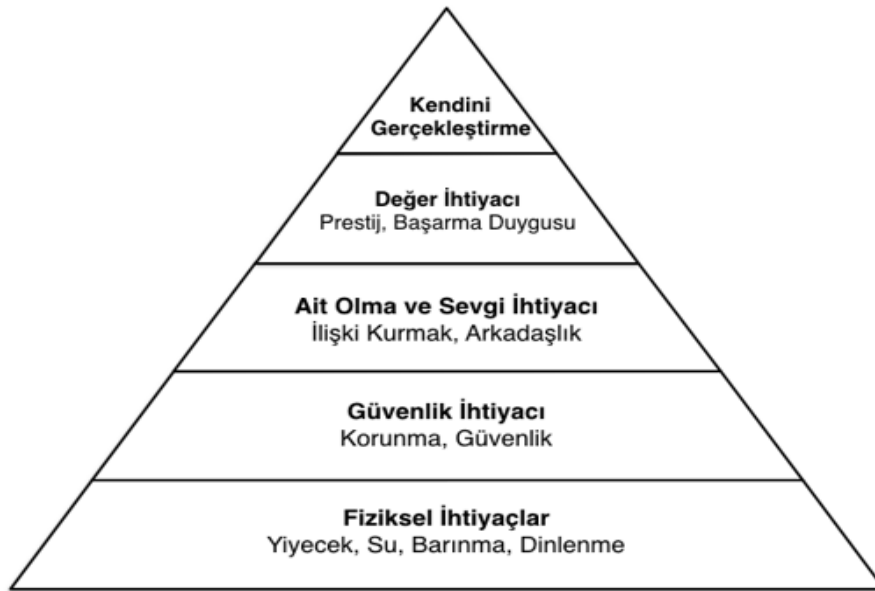 Kendini
Gerçekleştirme
Değer İhtiyacı
Prestij, Başarma Duygusu
Ait Olma ve Sevgi İhtiyacı
İlişki Kurmak, Arkadaşlık
Güvenlik İhtiyacı
Korunma, Güvenlik
Fiziksel İhtiyaçlar
Yiyecek, Su, Barınma, Dinlenme